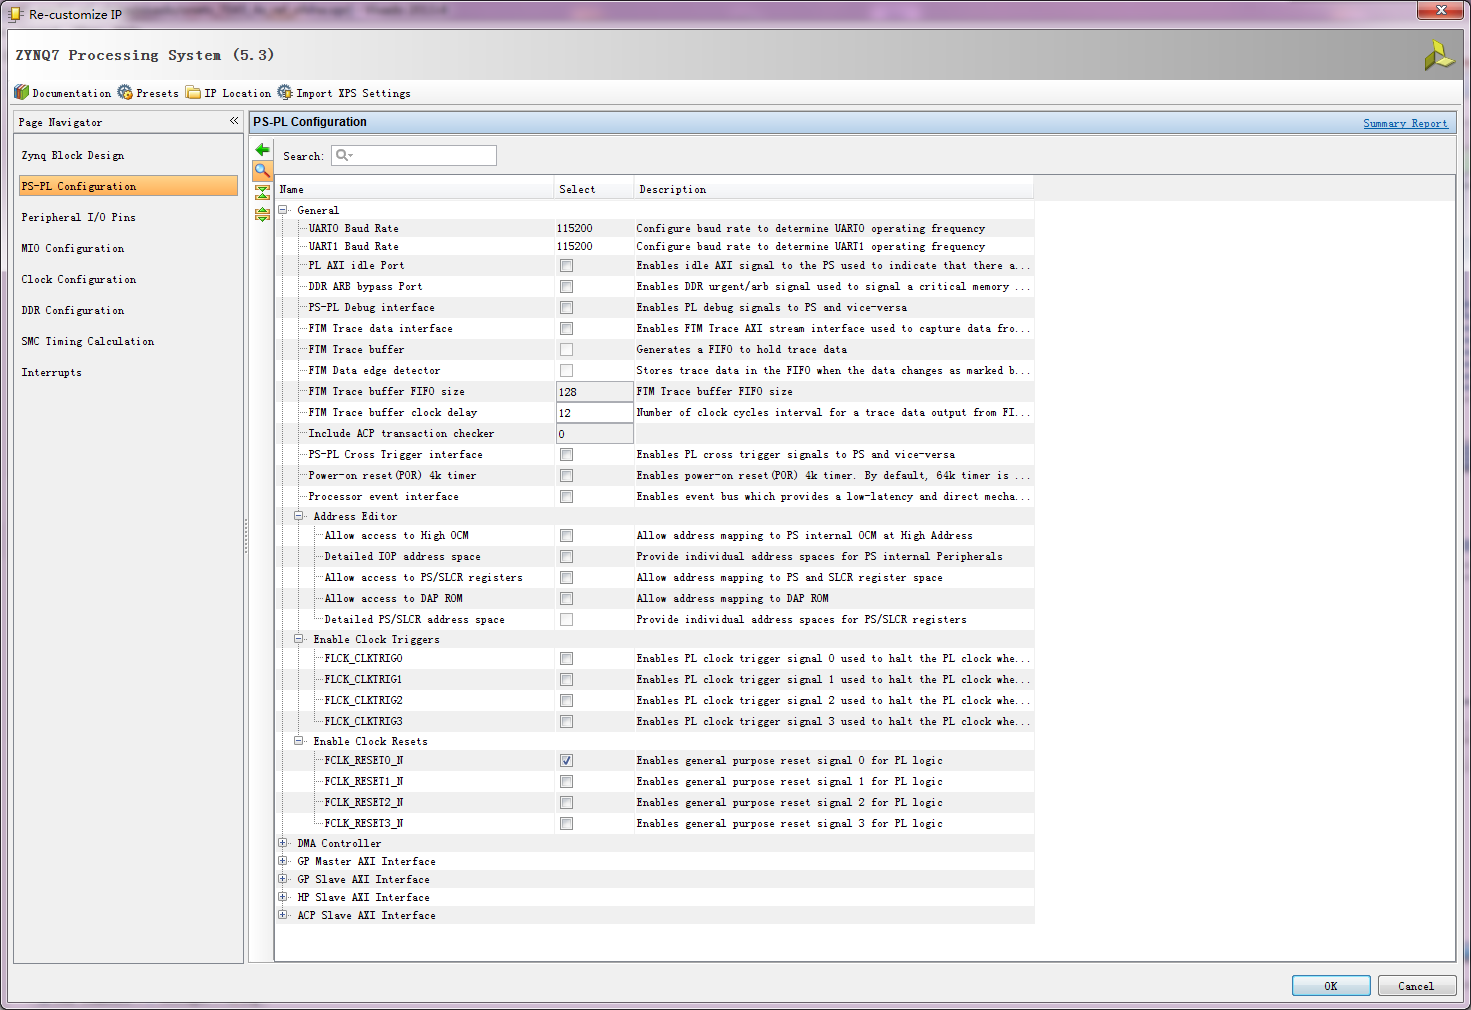 Re-customize IP
ZYNQ7 Processing System (5.3)
Documentation Presets IP Location Import XPS Settings
Page Navigator «
Zynq Block Design
PS-PL Configuration
Peripheral I/O Pins
MIO Configuration
Clock Configuration
DDR Configuration
SMC Timing Calculation
Interrupts
PS-PL Configuration
Summary Report
Search:
Name Select Description
General
UART0 Baud Rate 115200 Configure baud rate to determine UART0 operating frequency
UART1 Baud Rate 115200 Configure baud rate to determine UART1 operating frequency
PL AXI idle Port Enables idle AXI signal to the PS used to indicate that there a...
DDR ARB bypass Port Enables DDR urgent/arb signal used to signal a critical memory ...
PS-PL Debug interface Enables PL debug signals to PS and vice-versa
FTM Trace data interface Enables FTM Trace AXI stream interface used to capture data fro...
FTM Trace buffer Generates a FIFO to hold trace data
FTM Data edge detector Stores trace data in the FIFO when the data changes as marked b...
FTM Trace buffer FIFO size 128 FTM Trace buffer FIFO size
FTM Trace buffer clock delay 12 Number of clock cycles interval for a trace data output from FI...
Include ACP transaction checker 0
PS-PL Cross Trigger interface Enables PL cross trigger signals to PS and vice-versa
Power-on reset(POR) 4k timer Enables power-on reset(POR) 4k timer. By default, 64k timer is ...
Processor event interface Enables event bus which provides a low-latency and direct mecha...
Address Editor
Allow access to High OCM Allow address mapping to PS internal OCM at High Address
Detailed IOP address space Provide individual address spaces for PS internal Peripherals
Allow access to PS/SLCR registers Allow address mapping to PS and SLCR register space
Allow access to DAP ROM Allow address mapping to DAP ROM
Detailed PS/SLCR address space Provide individual address spaces for PS/SLCR registers
Enable Clock Triggers
FLCK_CLKTRIG0 Enables PL clock trigger signal 0 used to halt the PL clock whe...
FLCK_CLKTRIG1 Enables PL clock trigger signal 1 used to halt the PL clock whe...
FLCK_CLKTRIG2 Enables PL clock trigger signal 2 used to halt the PL clock whe...
FLCK_CLKTRIG3 Enables PL clock trigger signal 3 used to halt the PL clock whe...
Enable Clock Resets
FCLK_RESET0_N Enables general purpose reset signal 0 for PL logic
FCLK_RESET1_N Enables general purpose reset signal 1 for PL logic
FCLK_RESET2_N Enables general purpose reset signal 2 for PL logic
FCLK_RESET3_N Enables general purpose reset signal 3 for PL logic
DMA Controller
GP Master AXI Interface
GP Slave AXI Interface
HP Slave AXI Interface
ACP Slave AXI Interface
OK Cancel